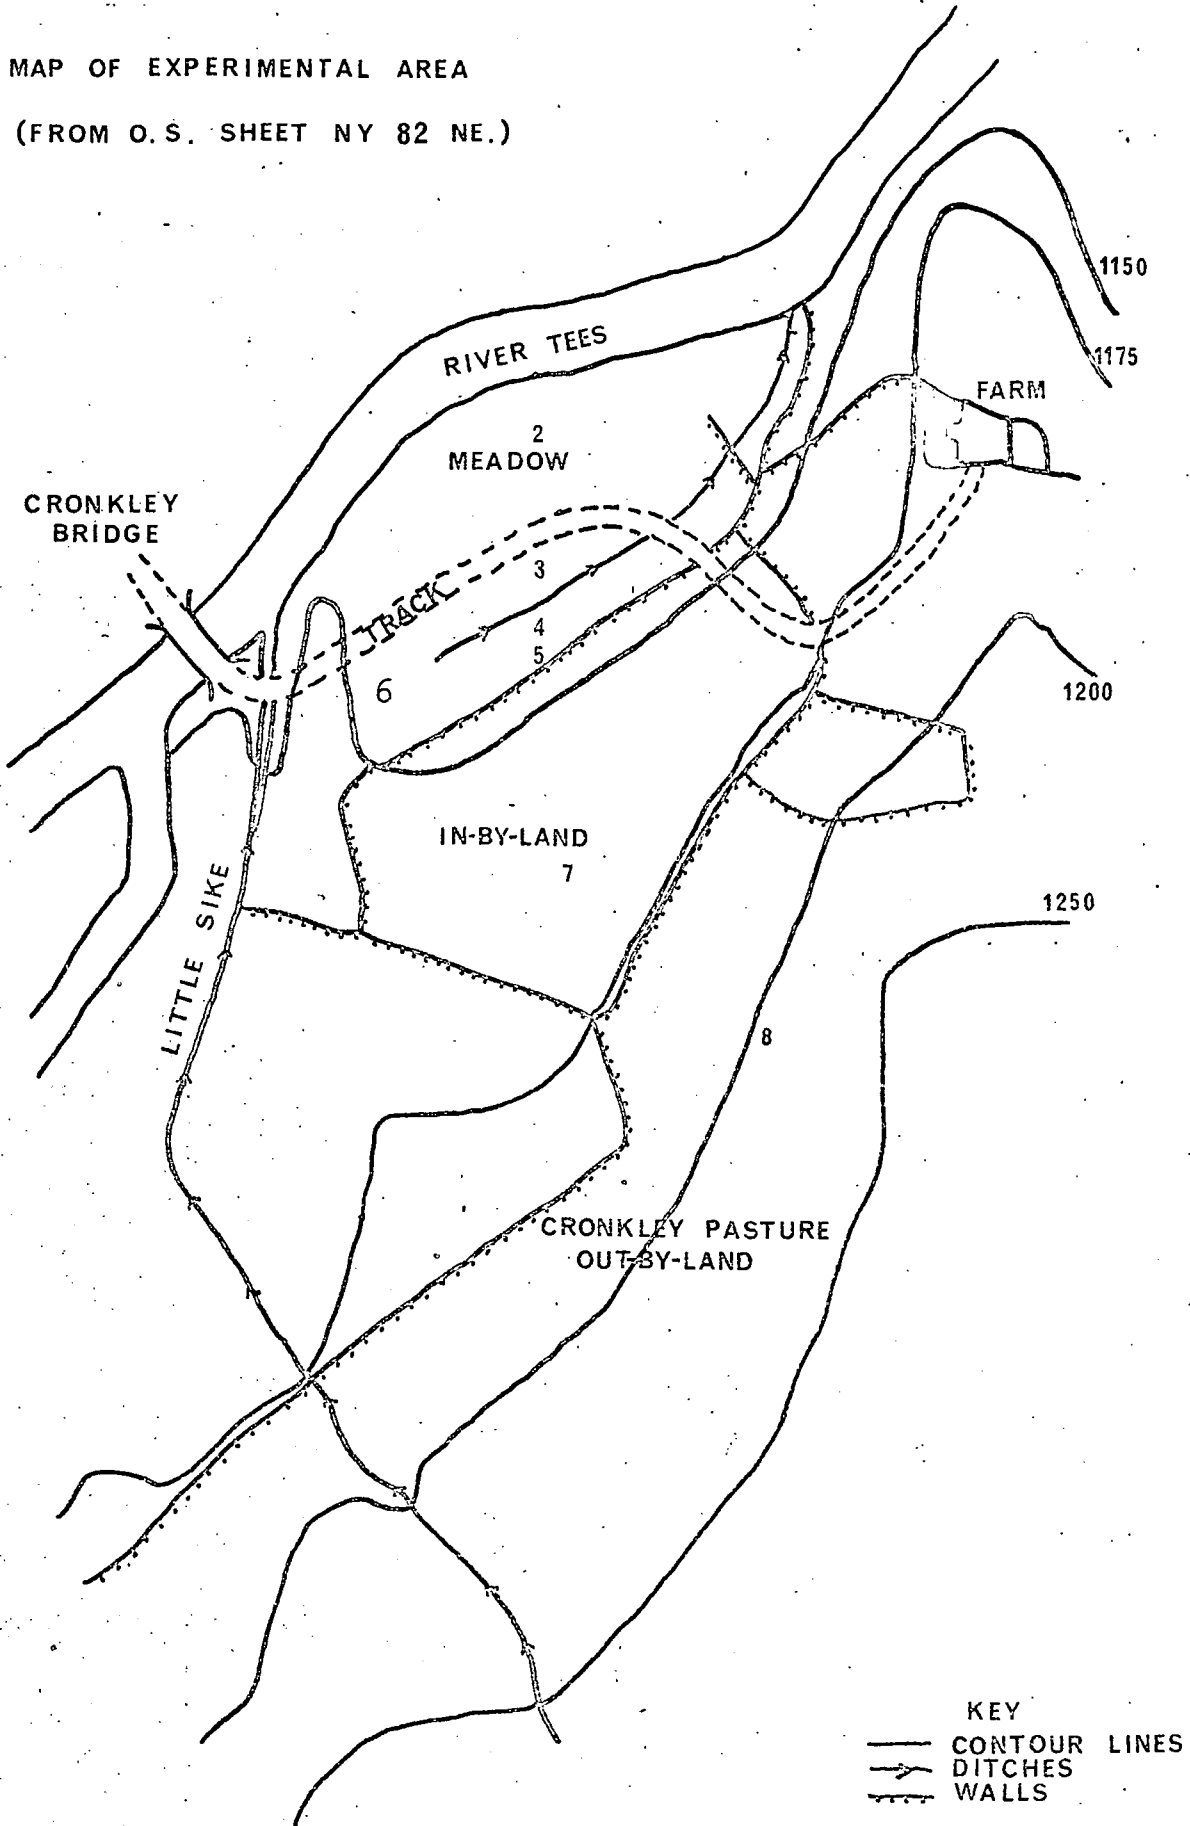 MAP OF EXPERIMENTAL AREA
(FROM O.S. SHEET NY 82 NE.)
1150
1175
RIVER TEES
FARM
2
MEADOW
CRONKLEY
BRIDGE
3
TRACK
4
5
6
1200
IN-BY-LAND
7
LITTLE SIKE
1250
8
CRONKLEY PASTURE
OUT-BY-LAND
KEY
CONTOUR LINES
DITCHES
WALLS